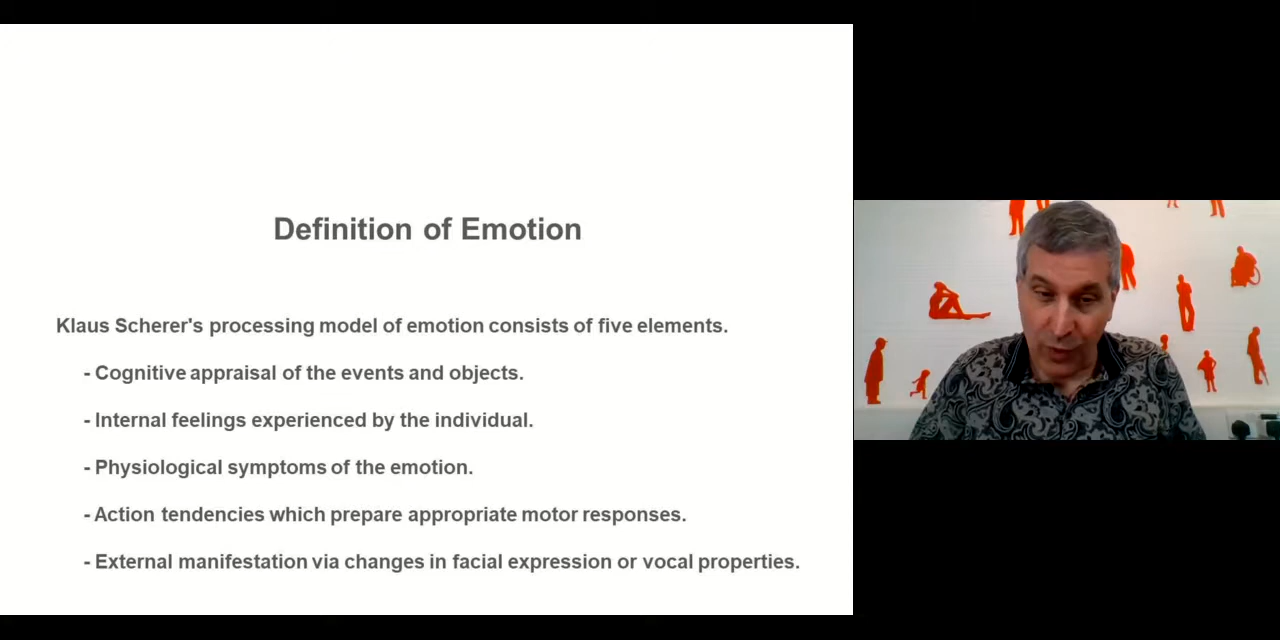 Definition of Emotion
Klaus Scherer's processing model of emotion consists of five elements.
- Cognitive appraisal of the events and objects.
- Internal feelings experienced by the individual.
- Physiological symptoms of the emotion.
- Action tendencies which prepare appropriate motor responses.
- External manifestation via changes in facial expression or vocal properties.